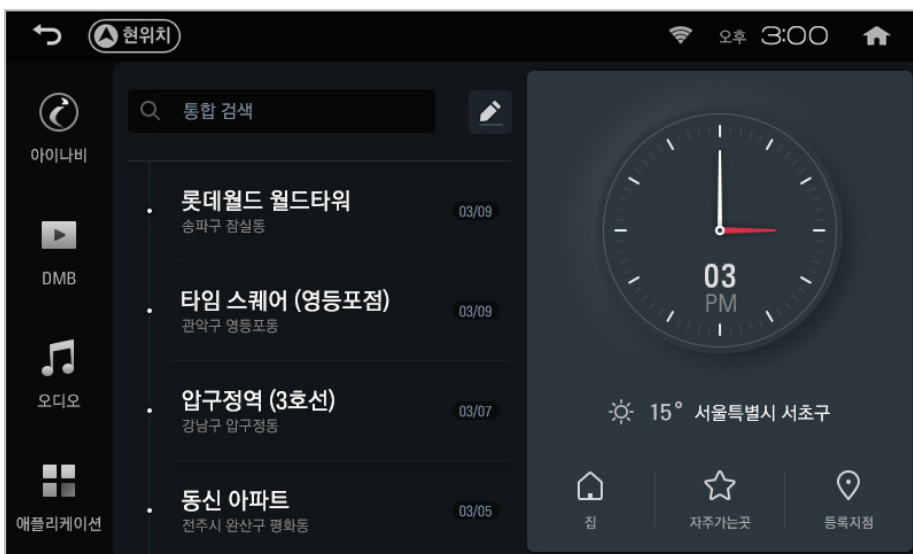 현위치
오후 3:00
아이나비
DMB
오디오
애플리케이션
통합 검색
롯데월드 월드타워
송파구 잠실동
03/09
타임 스퀘어 (영등포점)
관악구 영등포동
03/09
압구정역 (3호선)
강남구 압구정동
03/07
동신 아파트
전주시 완산구 평화동
03/05
03
PM
15° 서울특별시 서초구
집
자주가는곳
등록지점